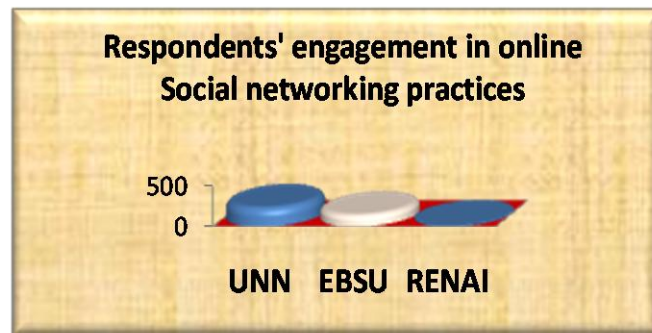 Respondents' engagement in online
Social networking practices
500
0
UNN EBSU RENAI